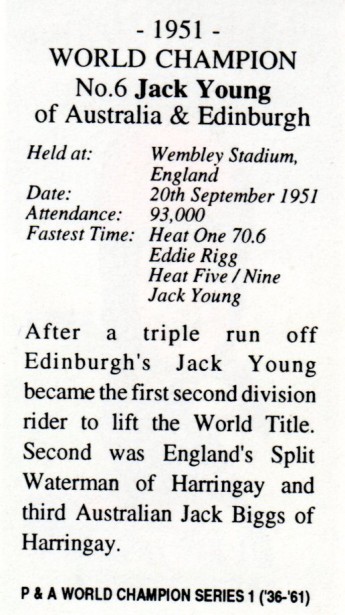 - 1951 -
WORLD CHAMPION
No.6 Jack Young
of Australia & Edinburgh
Held at: Wembley Stadium,
England
Date: 20th September 1951
Attendance: 93,000
Fastest Time: Heat One 70.6
Eddie Rigg
Heat Five / Nine
Jack Young
After a triple run off
Edinburgh's Jack Young
became the first second division
rider to lift the World Title.
Second was England's Split
Waterman of Harringay and
third Australian Jack Biggs of
Harringay.
P & A WORLD CHAMPION SERIES 1 ('36-'61)